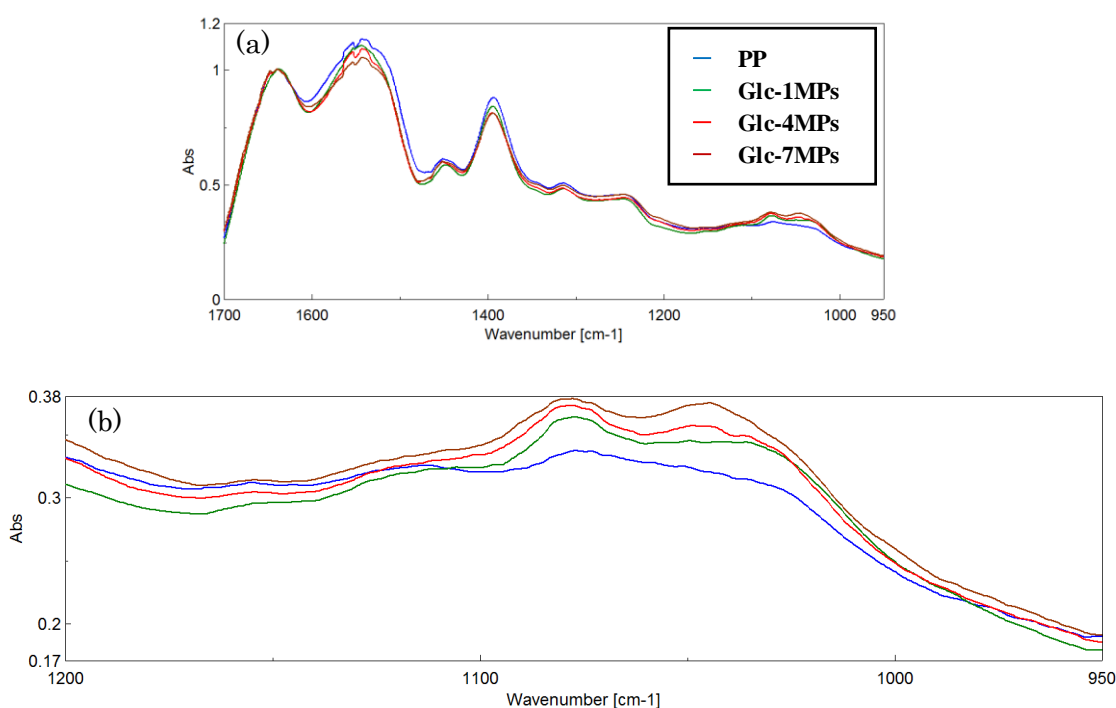 (a)
1.2
1
0.5
0
Abs
1700
1600
1400
1200
1000
950
Wavenumber [cm-1]
PP
Glc-1MPs
Glc-4MPs
Glc-7MPs
(b)
0.38
0.3
0.2
0.17
Abs
1200
1100
1000
950
Wavenumber [cm-1]